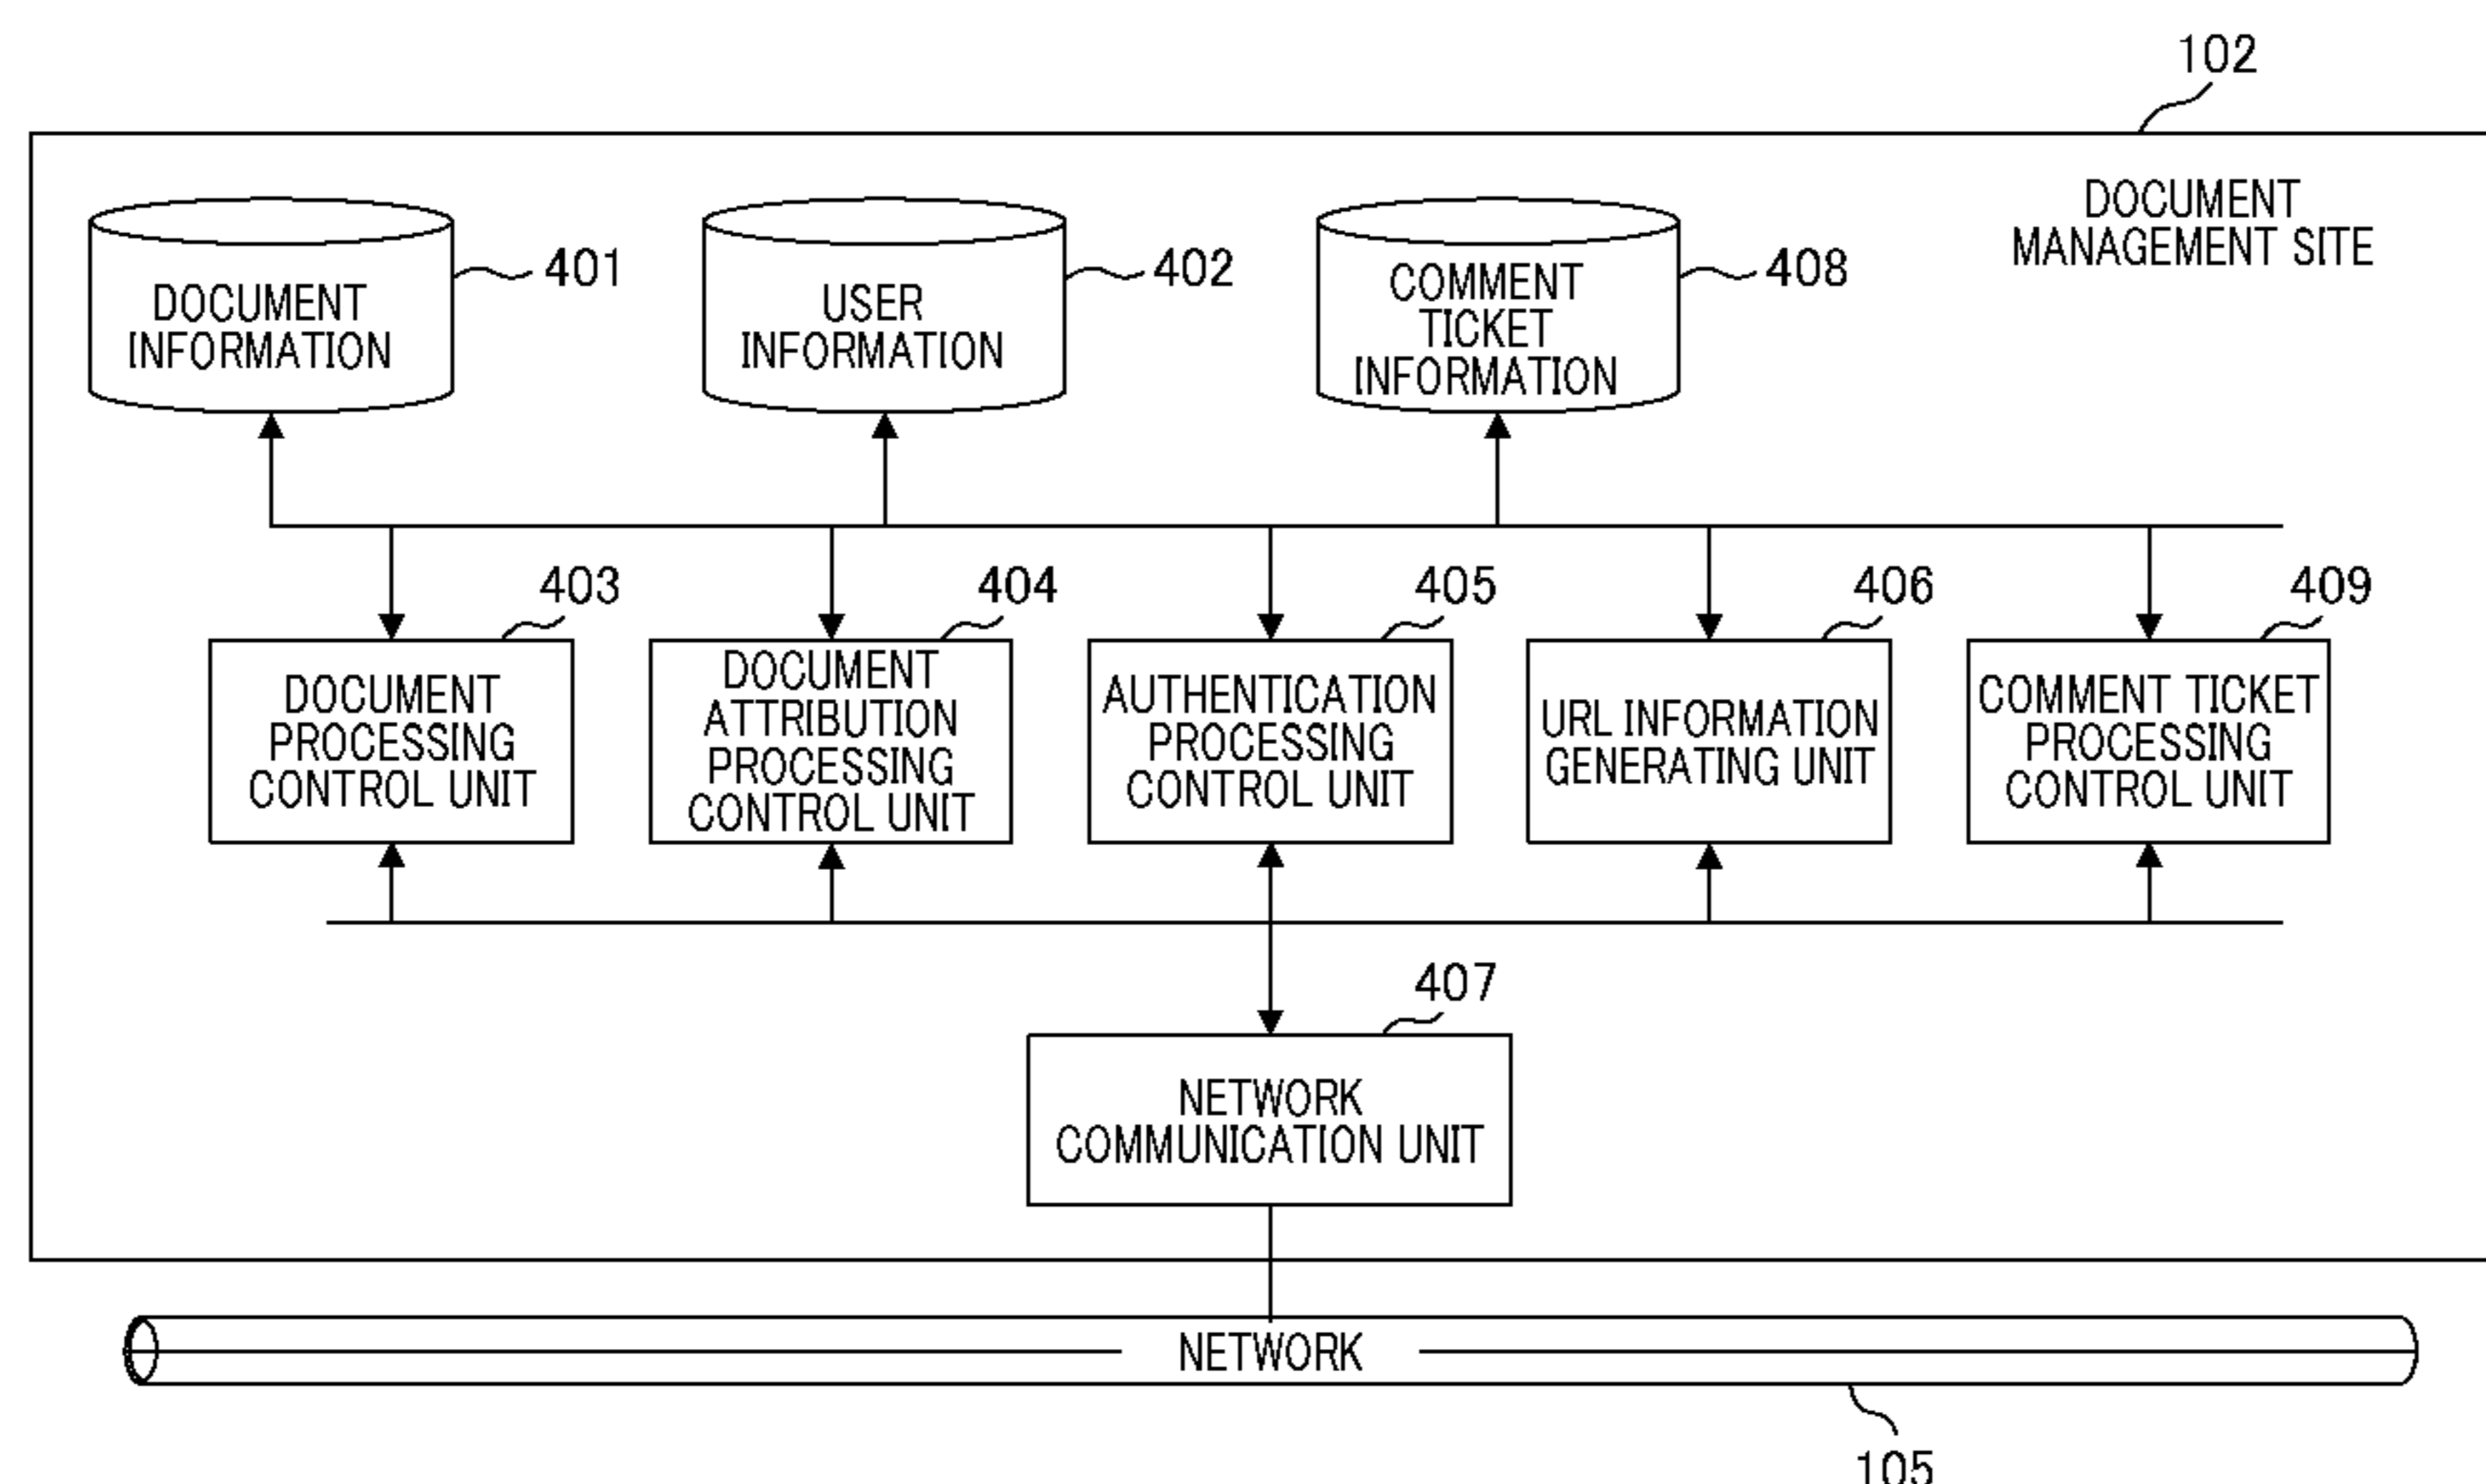 102
DOCUMENT
MANAGEMENT SITE
DOCUMENT
INFORMATION
401
USER
INFORMATION
402
COMMENT
TICKET
INFORMATION
408
403
DOCUMENT
PROCESSING
CONTROL UNIT
404
DOCUMENT
ATTRIBUTION
PROCESSING
CONTROL UNIT
405
AUTHENTICATION
PROCESSING
CONTROL UNIT
406
URL INFORMATION
GENERATING UNIT
409
COMMENT TICKET
PROCESSING
CONTROL UNIT
407
NETWORK
COMMUNICATION UNIT
NETWORK
105